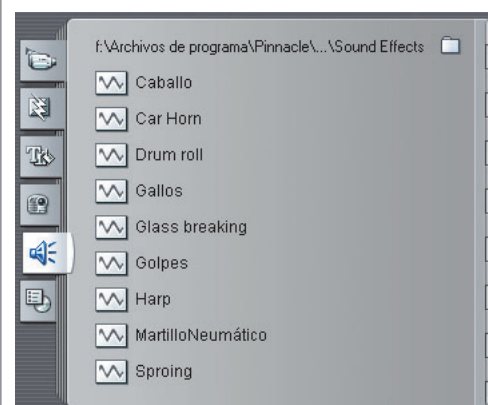 f:\Archivos de programa\Pinnacle\...\Sound Effects
Caballo
Car Horn
Drum roll
Gallos
Glass breaking
Golpes
Harp
MartilloNeumático
Sproing